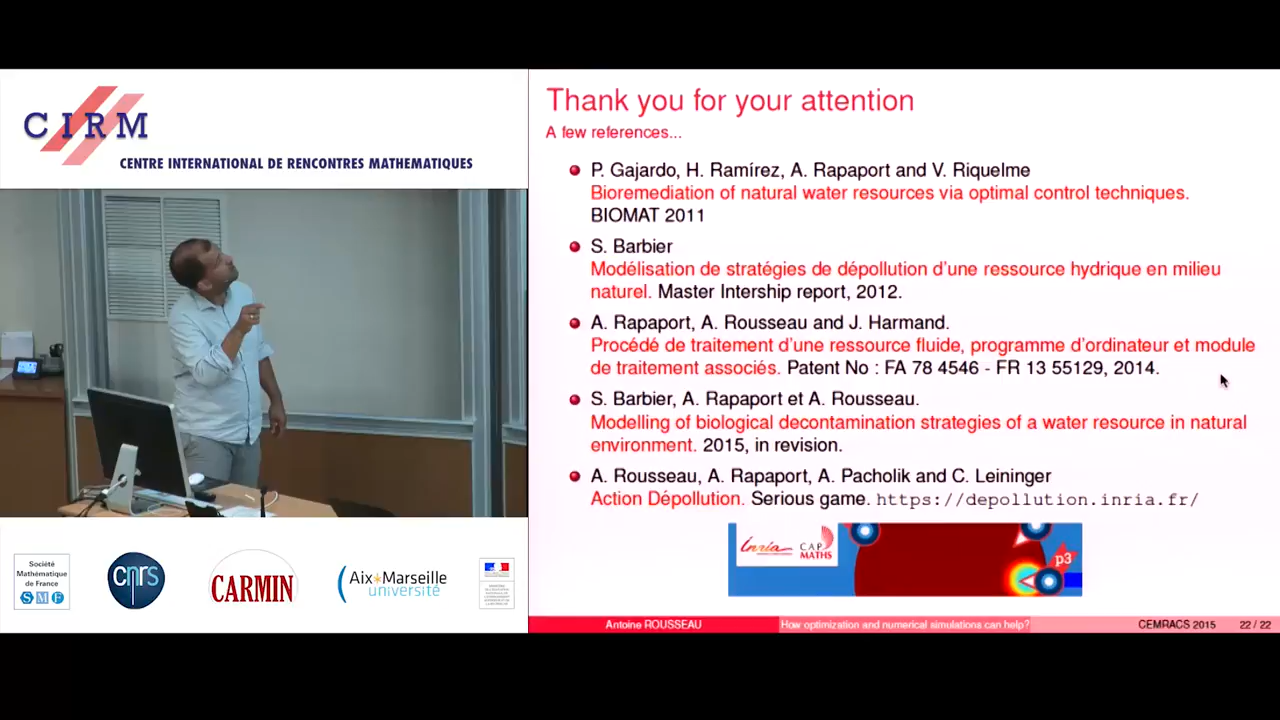 CIRM
CENTRE INTERNATIONAL DE RENCONTRES MATHEMATIQUES
Thank you for your attention
A few references...
P. Gajardo, H. Ramírez, A. Rapaport and V. Riquelme
Bioremediation of natural water resources via optimal control techniques.
BIOMAT 2011
S. Barbier
Modélisation de stratégies de dépollution d'une ressource hydrique en milieu
naturel. Master Intership report, 2012.
A. Rapaport, A. Rousseau and J. Harmand.
Procédé de traitement d'une ressource fluide, programme d'ordinateur et module
de traitement associés. Patent No : FA 78 4546 - FR 13 55129, 2014.
S. Barbier, A. Rapaport et A. Rousseau.
Modelling of biological decontamination strategies of a water resource in natural
environment. 2015, in revision.
A. Rousseau, A. Rapaport, A. Pacholik and C. Leininger
Action Dépollution. Serious game. https://depollution.inria.fr/
Inria
CAP
MATHS
p3
Société
Mathématique
de France
SMF
cnrs
CARMIN
Aix*Marseille
université
Antoine ROUSSEAU
How optimization and numerical simulations can help?
CEMRACS 2015
22 / 22